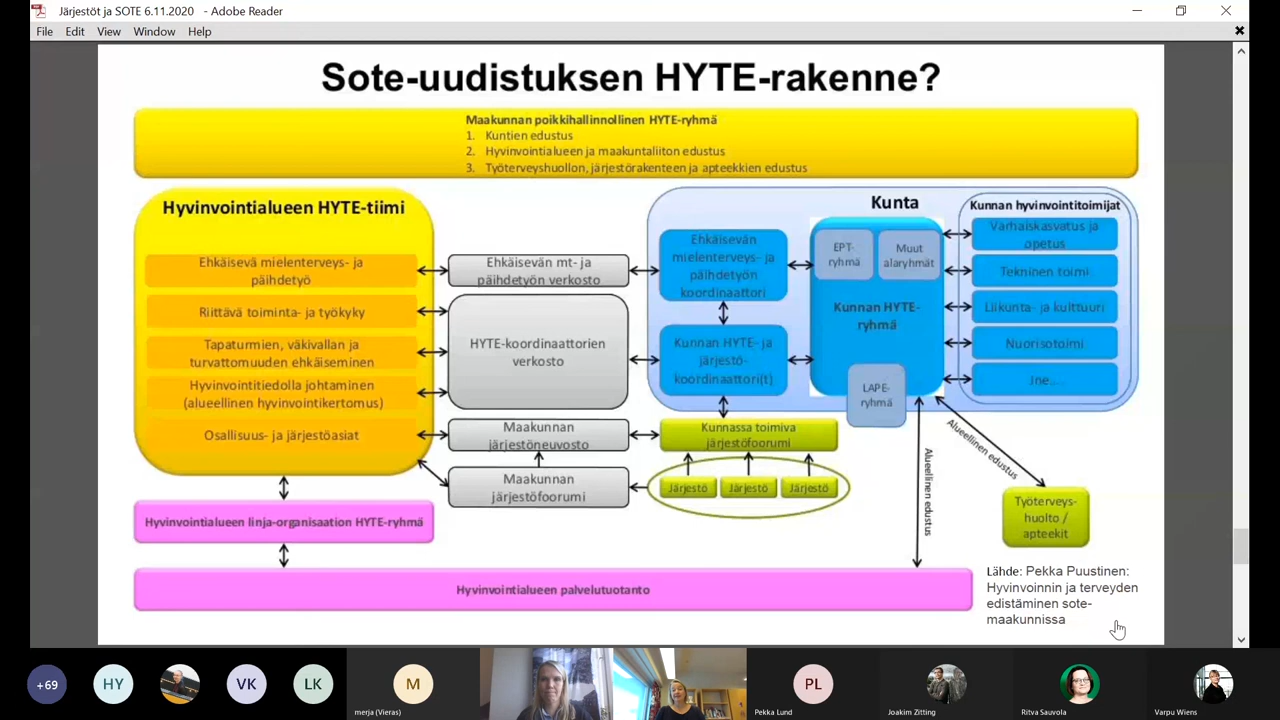 Järjestöt ja SOTE 6.11.2020 - Adobe Reader
File Edit View Window Help
Sote-uudistuksen HYTE-rakenne?
Maakunnan poikkihallinnollinen HYTE-ryhmä
1. Kuntien edustus
2. Hyvinvointialueen ja maakuntaliiton edustus
3. Työterveyshuollon, järjestörakenteen ja apteekkien edustus
Hyvinvointialueen HYTE-tiimi
Ehkäisevä mielenterveys- ja
päihdetyö
Riittävä toiminta- ja työkyky
Tapaturmien, väkivallan ja
turvattomuuden ehkäiseminen
Hyvinvointitiedolla johtaminen
(alueellinen hyvinvointikertomus)
Osallisuus- ja järjestöasiat
Ehkäisevän mt- ja
päihdetyön verkosto
HYTE-koordinaattorien
verkosto
Maakunnan
järjestöneuvosto
Maakunnan
järjestöfoorumi
Kunta
Ehkäisevän
mielenterveys- ja
päihdetyön
koordinaattori
Kunnan HYTE- ja
järjestö-
koordinaattori(t)
EPT-
ryhmä
Muut
alaryhmät
Kunnan HYTE-
ryhmä
LAPE-
ryhmä
Kunnan hyvinvointitoimijat
Varhaiskasvatus ja
opetus
Tekninen toimi
Liikunta- ja kulttuuri
Nuorisotoimi
Jne...
Kunnassa toimiva
järjestöfoorumi
Järjestö
Järjestö
Järjestö
Alueellinen edustus
Alueellinen edustus
Työterveys-
huolto /
apteekit
Hyvinvointialueen linja-organisaation HYTE-ryhmä
Hyvinvointialueen palvelutuotanto
Lähde: Pekka Puustinen:
Hyvinvoinnin ja terveyden
edistäminen sote-
maakunnissa
+69
HY
VK
LK
M
merja (Vieras)
PL
Pekka Lund
Joakim Zitting
Ritva Sauvola
Varpu Wiens